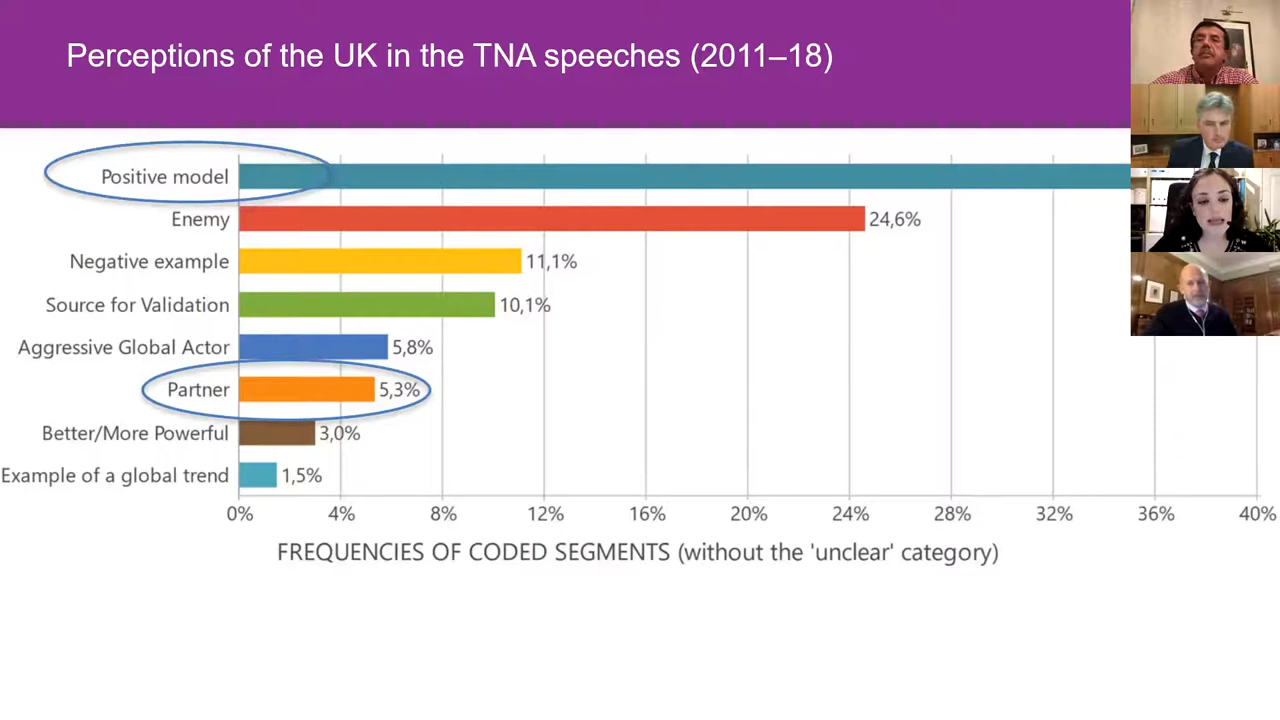 Perceptions of the UK in the TNA speeches (2011–18)
Positive model
Enemy 24,6%
Negative example 11,1%
Source for Validation 10,1%
Aggressive Global Actor 5,8%
Partner 5,3%
Better/More Powerful 3,0%
Example of a global trend 1,5%
0% 4% 8% 12% 16% 20% 24% 28% 32% 36% 40%
FREQUENCIES OF CODED SEGMENTS (without the 'unclear' category)